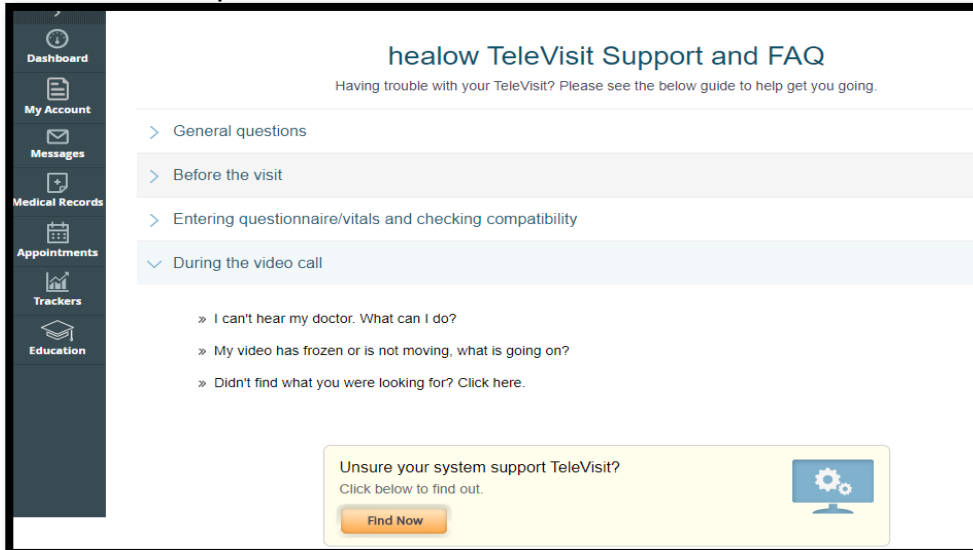 Dashboard
My Account
Messages
Medical Records
Appointments
Trackers
Education
healow TeleVisit Support and FAQ
Having trouble with your TeleVisit? Please see the below guide to help get you going.
General questions
Before the visit
Entering questionnaire/vitals and checking compatibility
During the video call
» I can't hear my doctor. What can I do?
» My video has frozen or is not moving, what is going on?
» Didn't find what you were looking for? Click here.
Unsure your system support TeleVisit?
Click below to find out.
Find Now